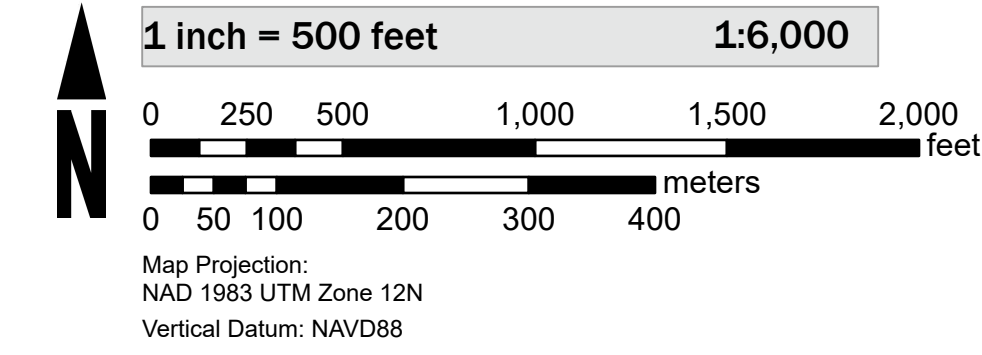 1 inch = 500 feet 1:6,000
0 250 500 1,000 1,500 2,000
feet
N
meters
0 50 100 200 300 400
Map Projection:
NAD 1983 UTM Zone 12N
Vertical Datum: NAVD88